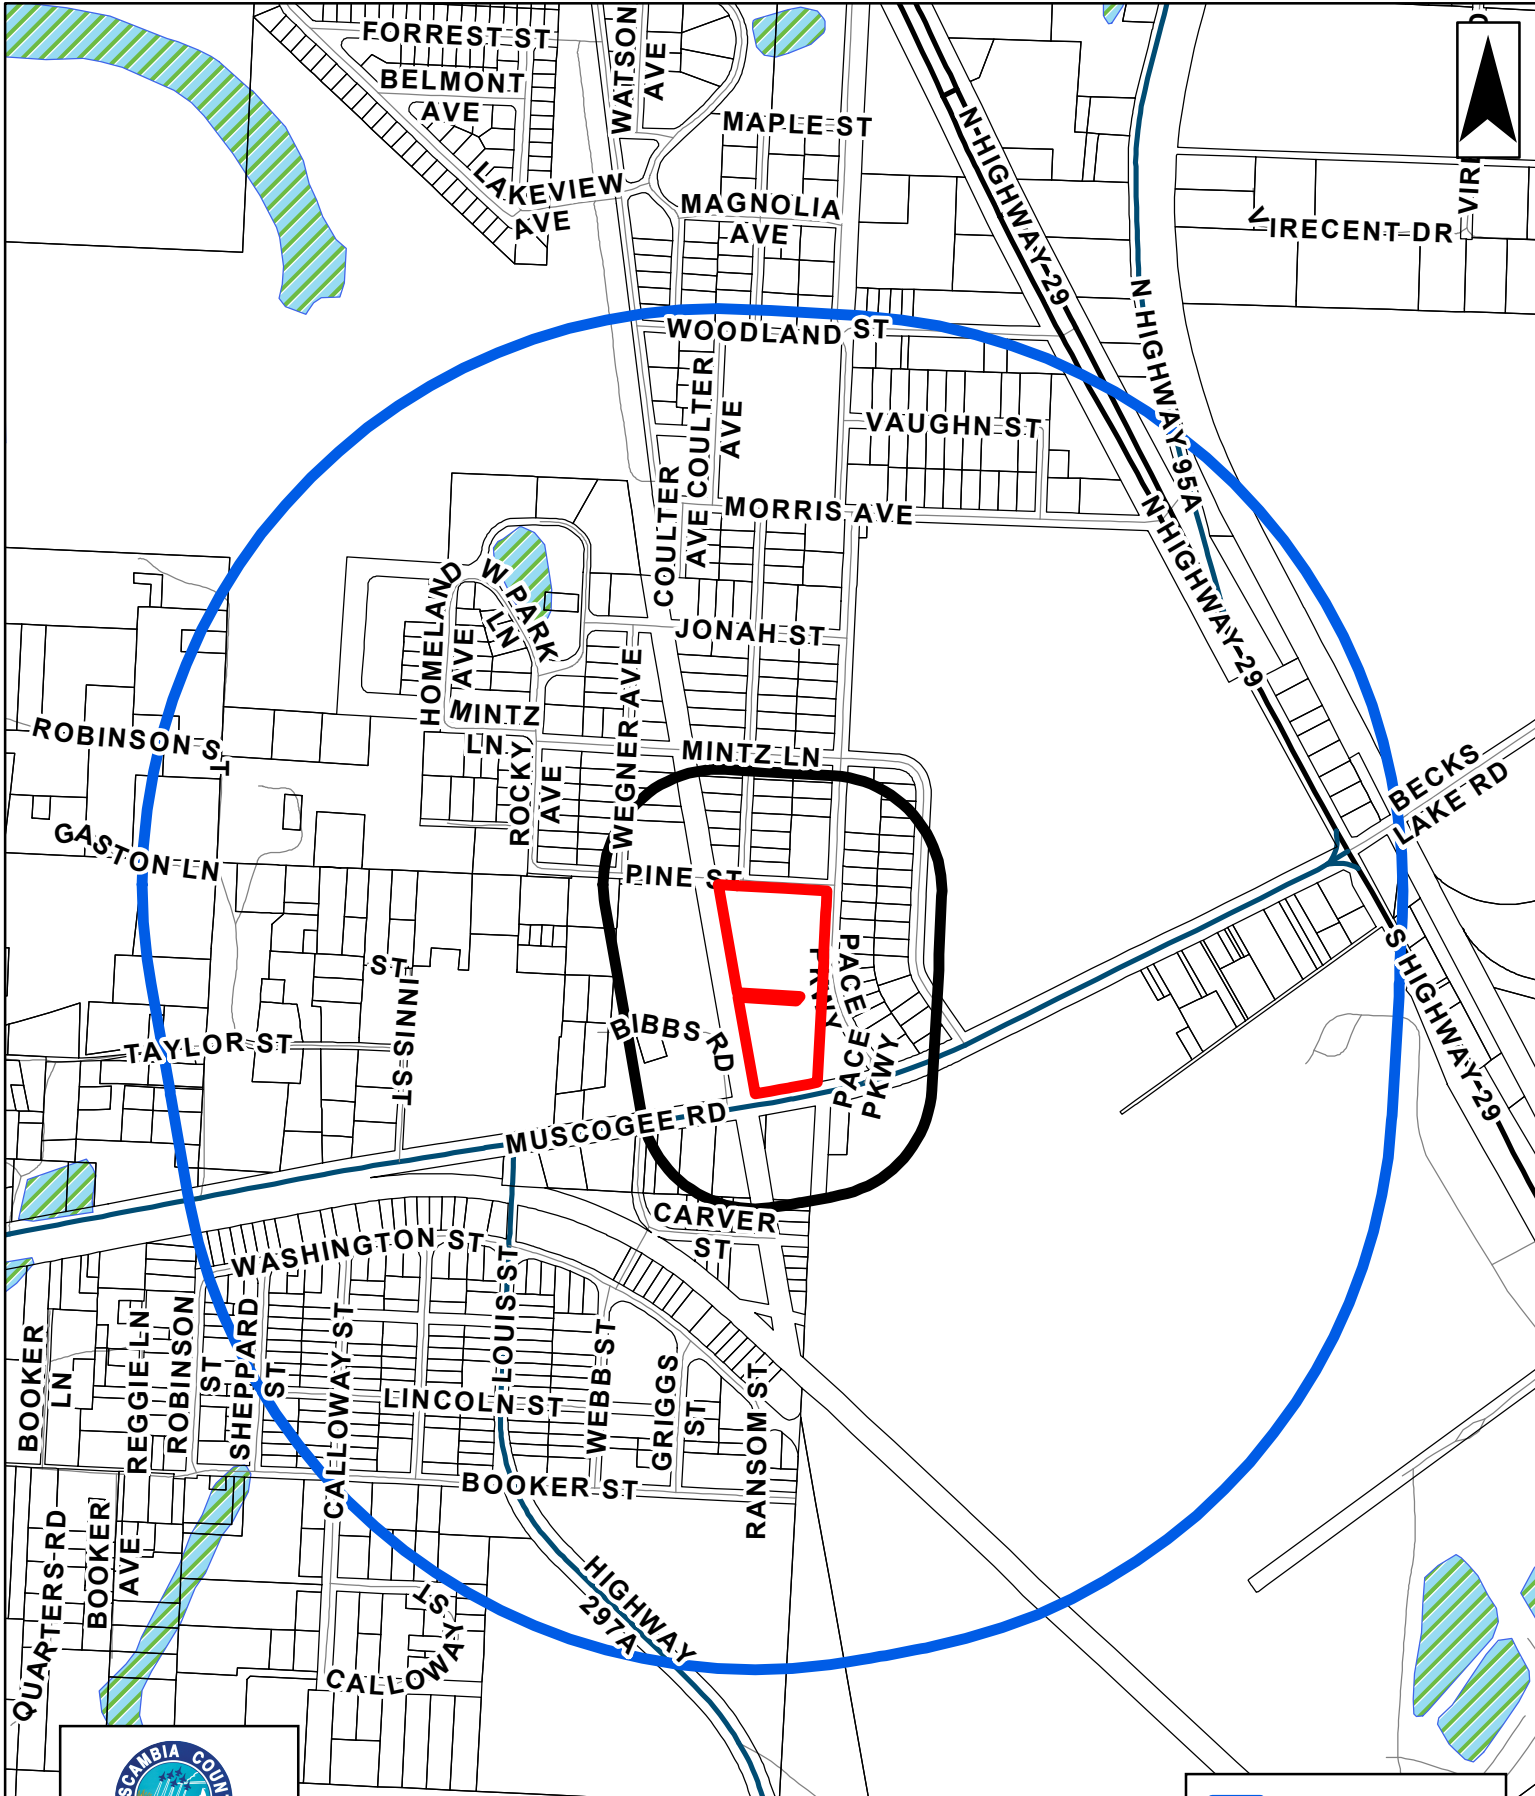 FORREST ST
BELMONT
AVE
WATSON
AVE
MAPLE ST
LAKEVIEW
AVE
MAGNOLIA
AVE
N HIGHWAY 29
VIRECENT DR
VIR
N HIGHWAY 95A
WOODLAND ST
COULTER
AVE
VAUGHN ST
COULTER
AVE
MORRIS AVE
N HIGHWAY 29
HOMELAND
AVE
W PARK
LN
JONAH ST
WEGNER AVE
MINTZ
LN
MINTZ LN
ROBINSON ST
ROCKY
AVE
BECKS
LAKE RD
GASTON LN
PINE ST
PACE
PKWY
S HIGHWAY 29
ST
INNISS ST
BIBBS RD
TAYLOR ST
PACE
PKWY
MUSCOGEE RD
CARVER
ST
WASHINGTON ST
LOUIS ST
BOOKER
LN
REGGIE LN
ROBINSON
ST
SHEPPARD
ST
CALLOWAY ST
LINCOLN ST
WEBB ST
GRIGGS
ST
RANSOM ST
BOOKER ST
QUARTERS RD
BOOKER
AVE
HIGHWAY
297A
CALLOWAY ST
SCAMBIA COUN